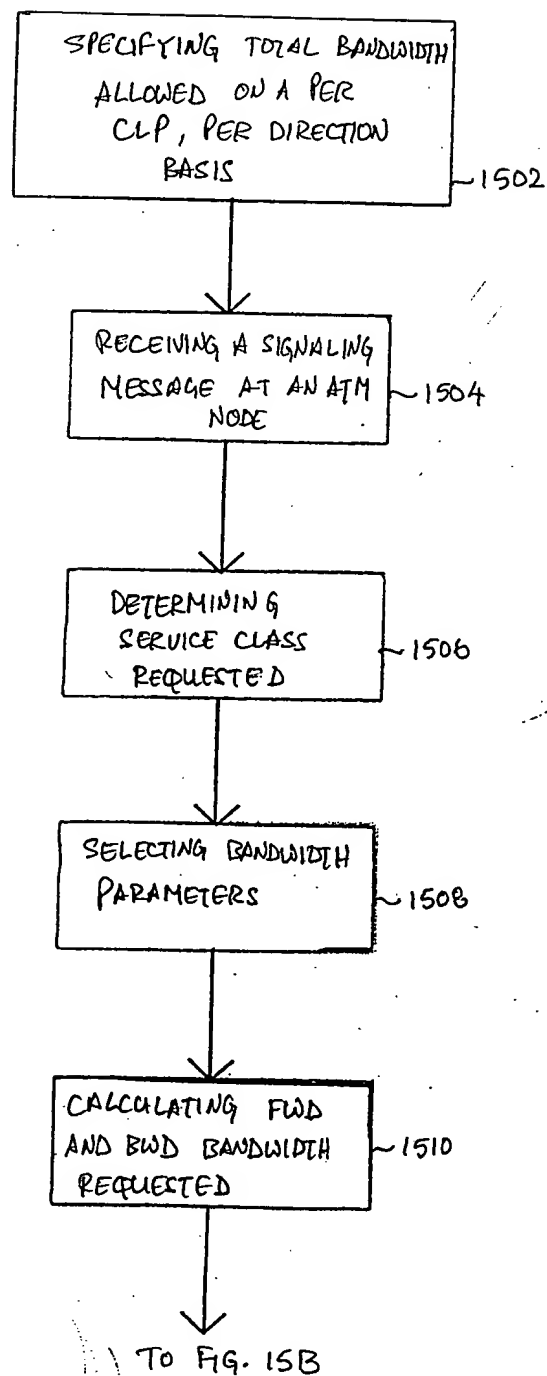 SPECIFYING TOTAL BANDWIDTH
ALLOWED ON A PER
CLP, PER DIRECTION
BASIS
1502
RECEIVING A SIGNALING
MESSAGE AT AN ATM
NODE
1504
DETERMINING
SERVICE CLASS
REQUESTED
1506
SELECTING BANDWIDTH
PARAMETERS
1508
CALCULATING FWD
AND BWD BANDWIDTH
REQUESTED
1510
TO FIG. 15B